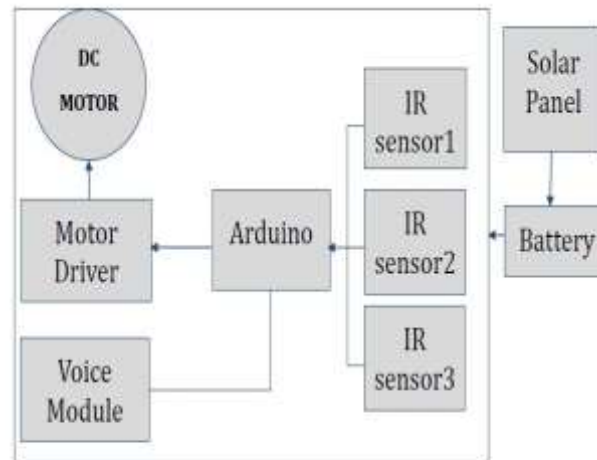 DC
MOTOR
IR
sensor1
Solar
Panel
Motor
Driver
Arduino
IR
sensor2
Battery
Voice
Module
IR
sensor3